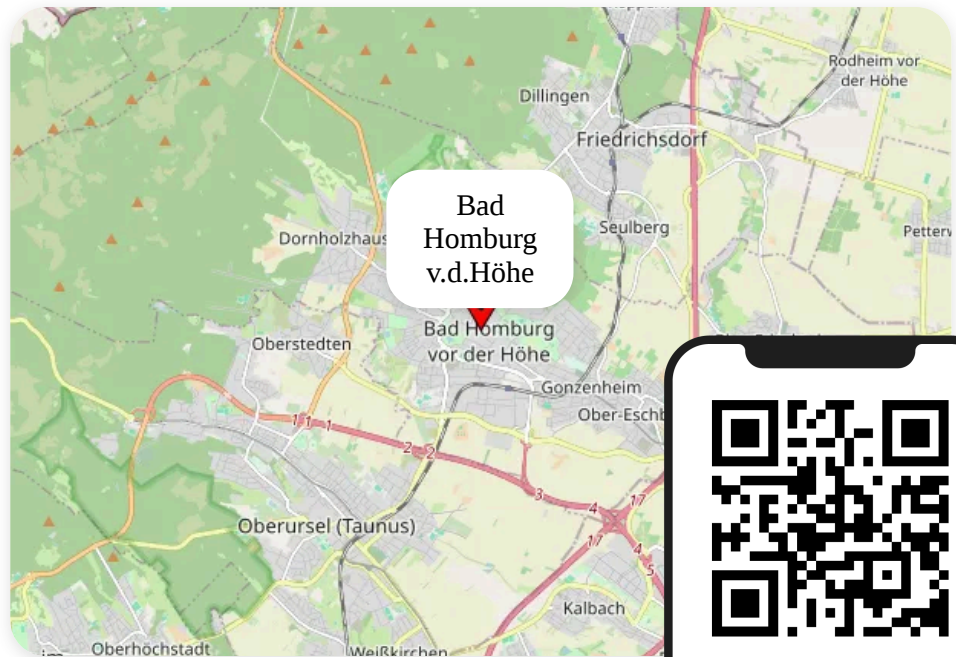 Rodheim vor
der Höhe
Dillingen
Friedrichsdorf
Bad
Homburg
v.d.Höhe
Seulberg
Dornholzhaus
Oberstedten
Bad Homburg
vor der Höhe
Gonzenheim
Ober-Eschb
1 1 1
2 2
3
4
17
17
4
5
Oberursel (Taunus)
Kalbach
Oberhöchstadt
Weißkirchen